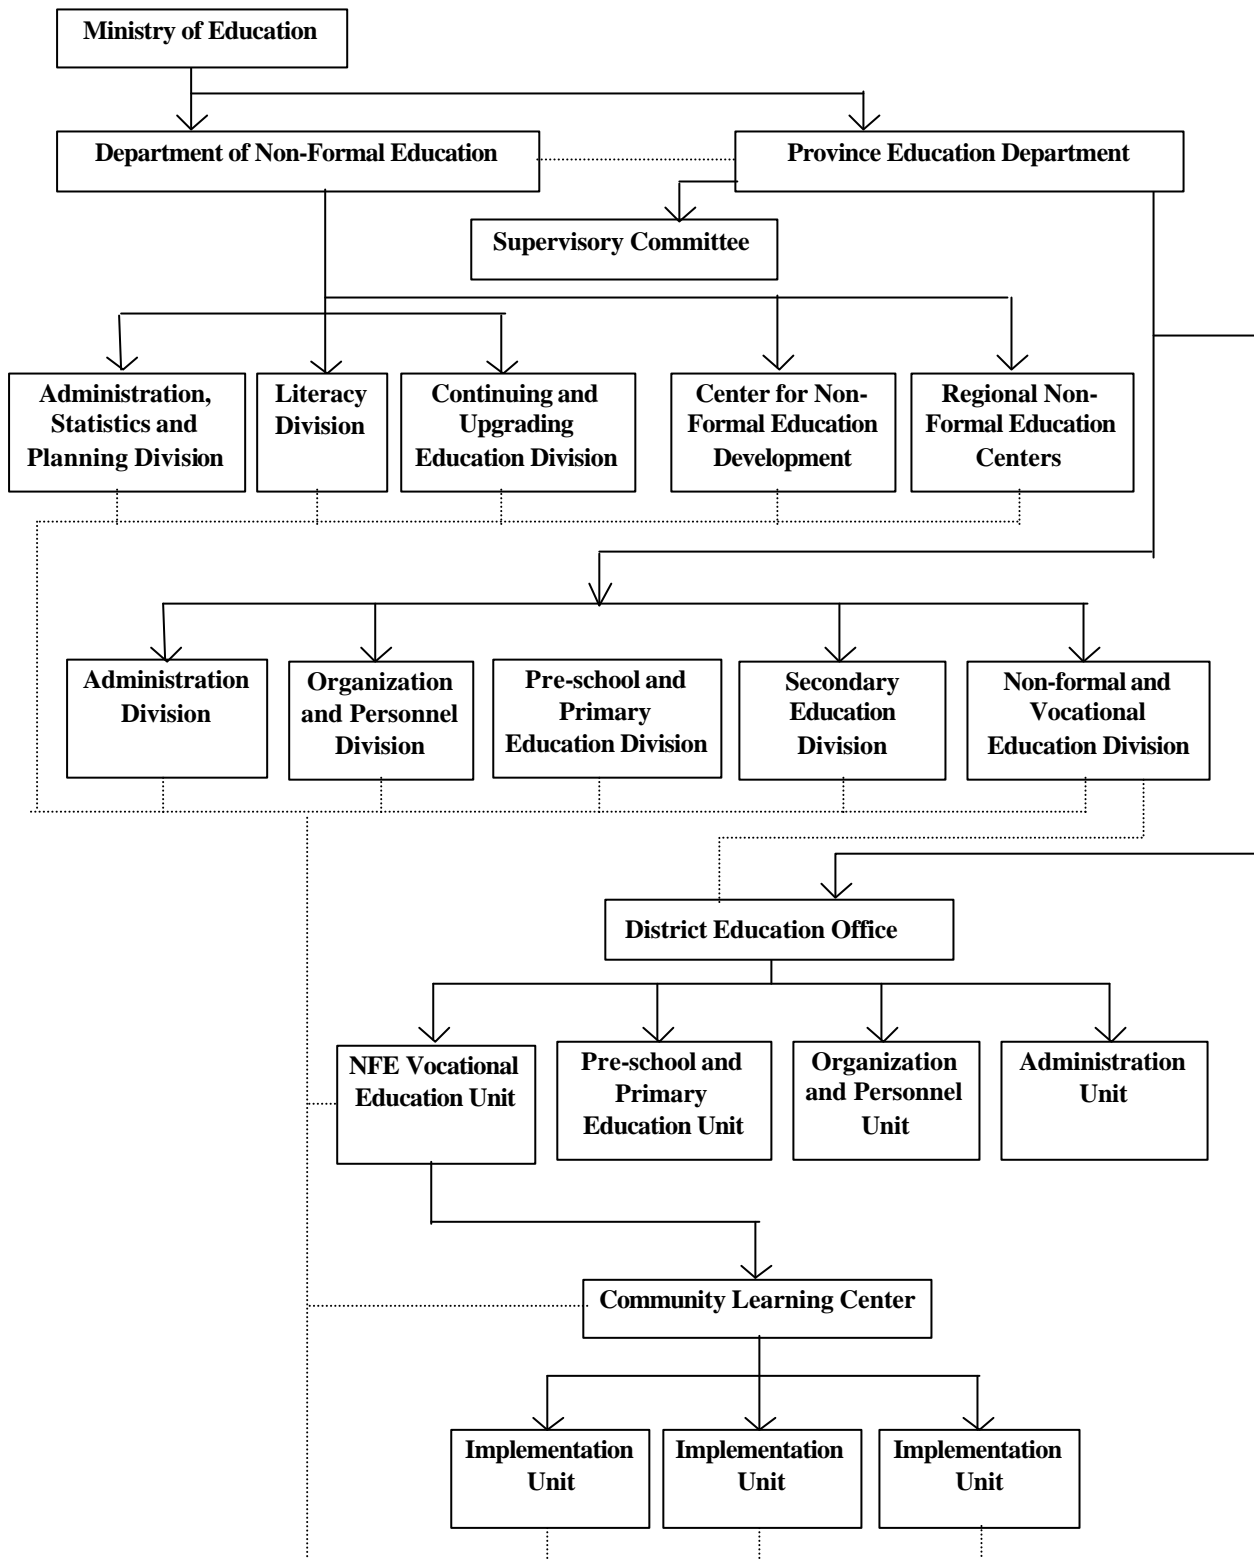 Ministry of Education
Department of Non-Formal Education
Province Education Department
Supervisory Committee
Administration,
Statistics and
Planning Division
Literacy
Division
Continuing and
Upgrading
Education Division
Center for Non-
Formal Education
Development
Regional Non-
Formal Education
Centers
Administration
Division
Organization
and Personnel
Division
Pre-school and
Primary
Education Division
Secondary
Education
Division
Non-formal and
Vocational
Education Division
District Education Office
NFE Vocational
Education Unit
Pre-school and
Primary
Education Unit
Organization
and Personnel
Unit
Administration
Unit
Community Learning Center
Implementation
Unit
Implementation
Unit
Implementation
Unit